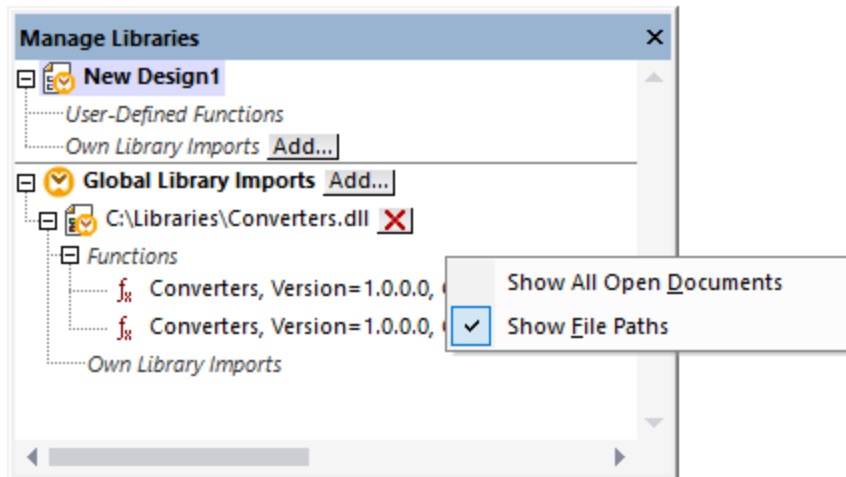 Manage Libraries
New Design1
User-Defined Functions
Own Library Imports Add...
Global Library Imports Add...
C:\Libraries\Converters.dll
Functions
Converters, Version=1.0.0.0,
Show All Open Documents
Converters, Version=1.0.0.0,
Show File Paths
Own Library Imports